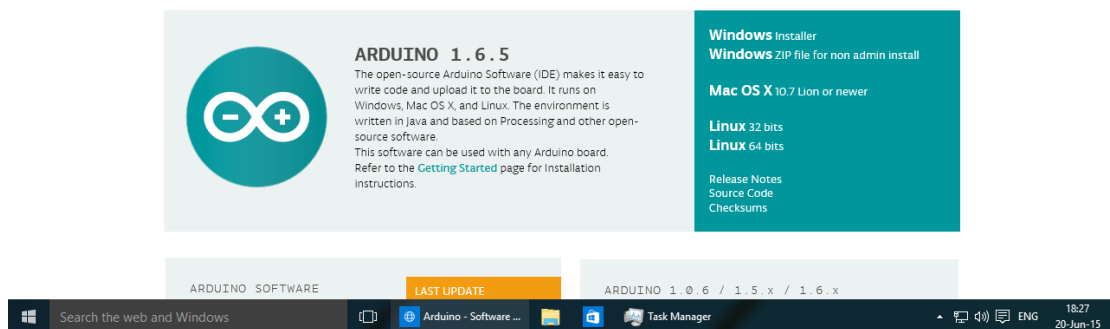 ARDUINO 1.6.5
The open-source Arduino Software (IDE) makes it easy to
write code and upload it to the board. It runs on
Windows, Mac OS X, and Linux. The environment is
written in Java and based on Processing and other open-
source software.
This software can be used with any Arduino board.
Refer to the Getting Started page for Installation
instructions.
Windows Installer
Windows ZIP file for non admin install
Mac OS X 10.7 Lion or newer
Linux 32 bits
Linux 64 bits
Release Notes
Source Code
Checksums
ARDUINO SOFTWARE
LAST UPDATE
ARDUINO 1.0.6 / 1.5.x / 1.6.x
Search the web and Windows
Arduino - Software ...
Task Manager
ENG
18:27
20-Jun-15